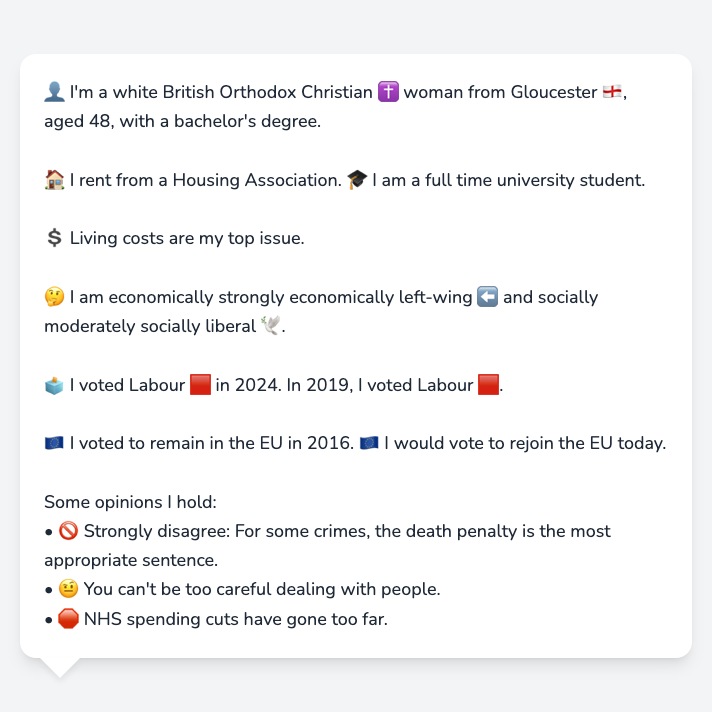 👤 I'm a white British Orthodox Christian ✝️ woman from Gloucester 🏴󠁧󠁢󠁥󠁮󠁧󠁿,
aged 48, with a bachelor's degree.
🏠 I rent from a Housing Association. 🎓 I am a full time university student.
💲 Living costs are my top issue.
🤔 I am economically strongly economically left-wing ⬅️ and socially
moderately socially liberal 🕊️.
🗳️ I voted Labour 🟥 in 2024. In 2019, I voted Labour 🟥.
🇪🇺 I voted to remain in the EU in 2016. 🇪🇺 I would vote to rejoin the EU today.
Some opinions I hold:
• 🚫 Strongly disagree: For some crimes, the death penalty is the most
appropriate sentence.
• 🤨 You can't be too careful dealing with people.
• 🛑 NHS spending cuts have gone too far.